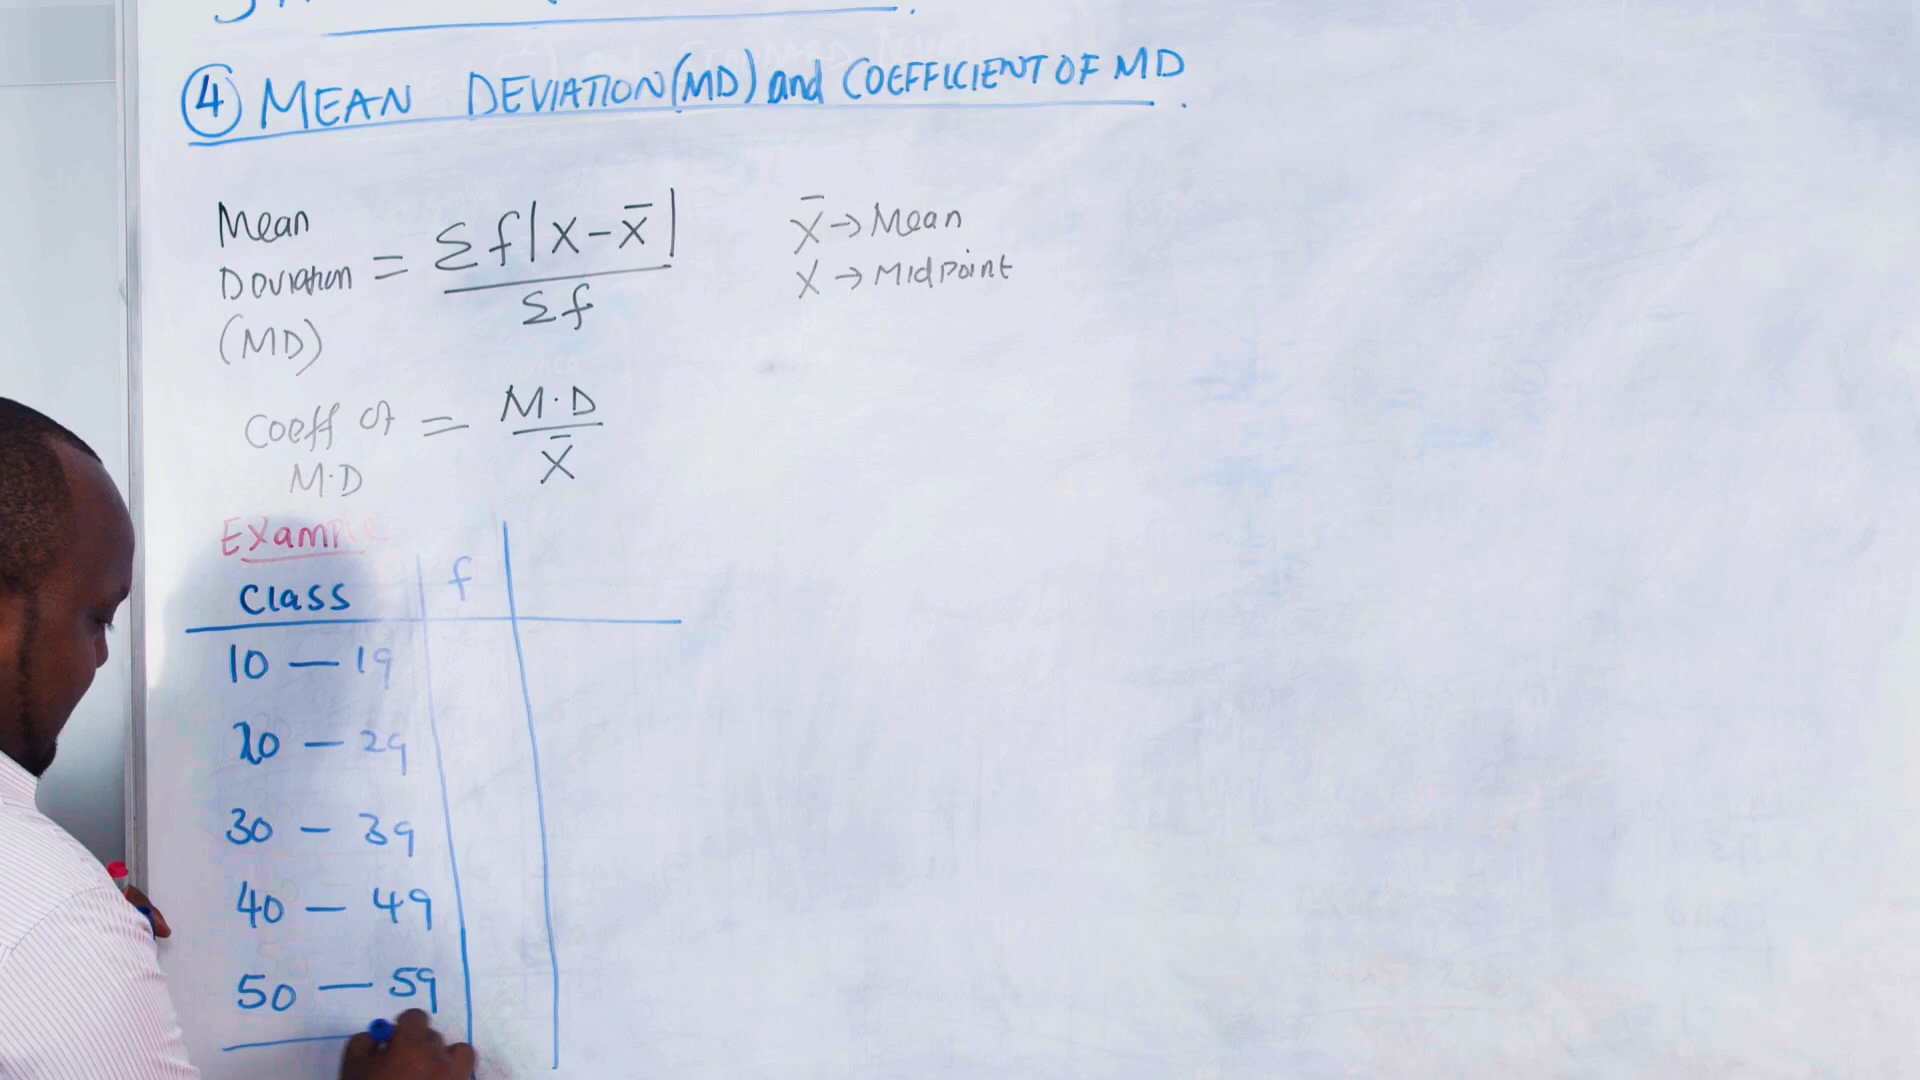 ④ MEAN DEVIATION (MD) and COEFFICIENT OF MD.
Mean Deviation (MD) = Σf|x-x̄| / Σf
x̄ → Mean
x → Midpoint
Coeff of M.D = M.D / x̄
Example
Class f
10 — 19
20 — 29
30 — 39
40 — 49
50 — 59